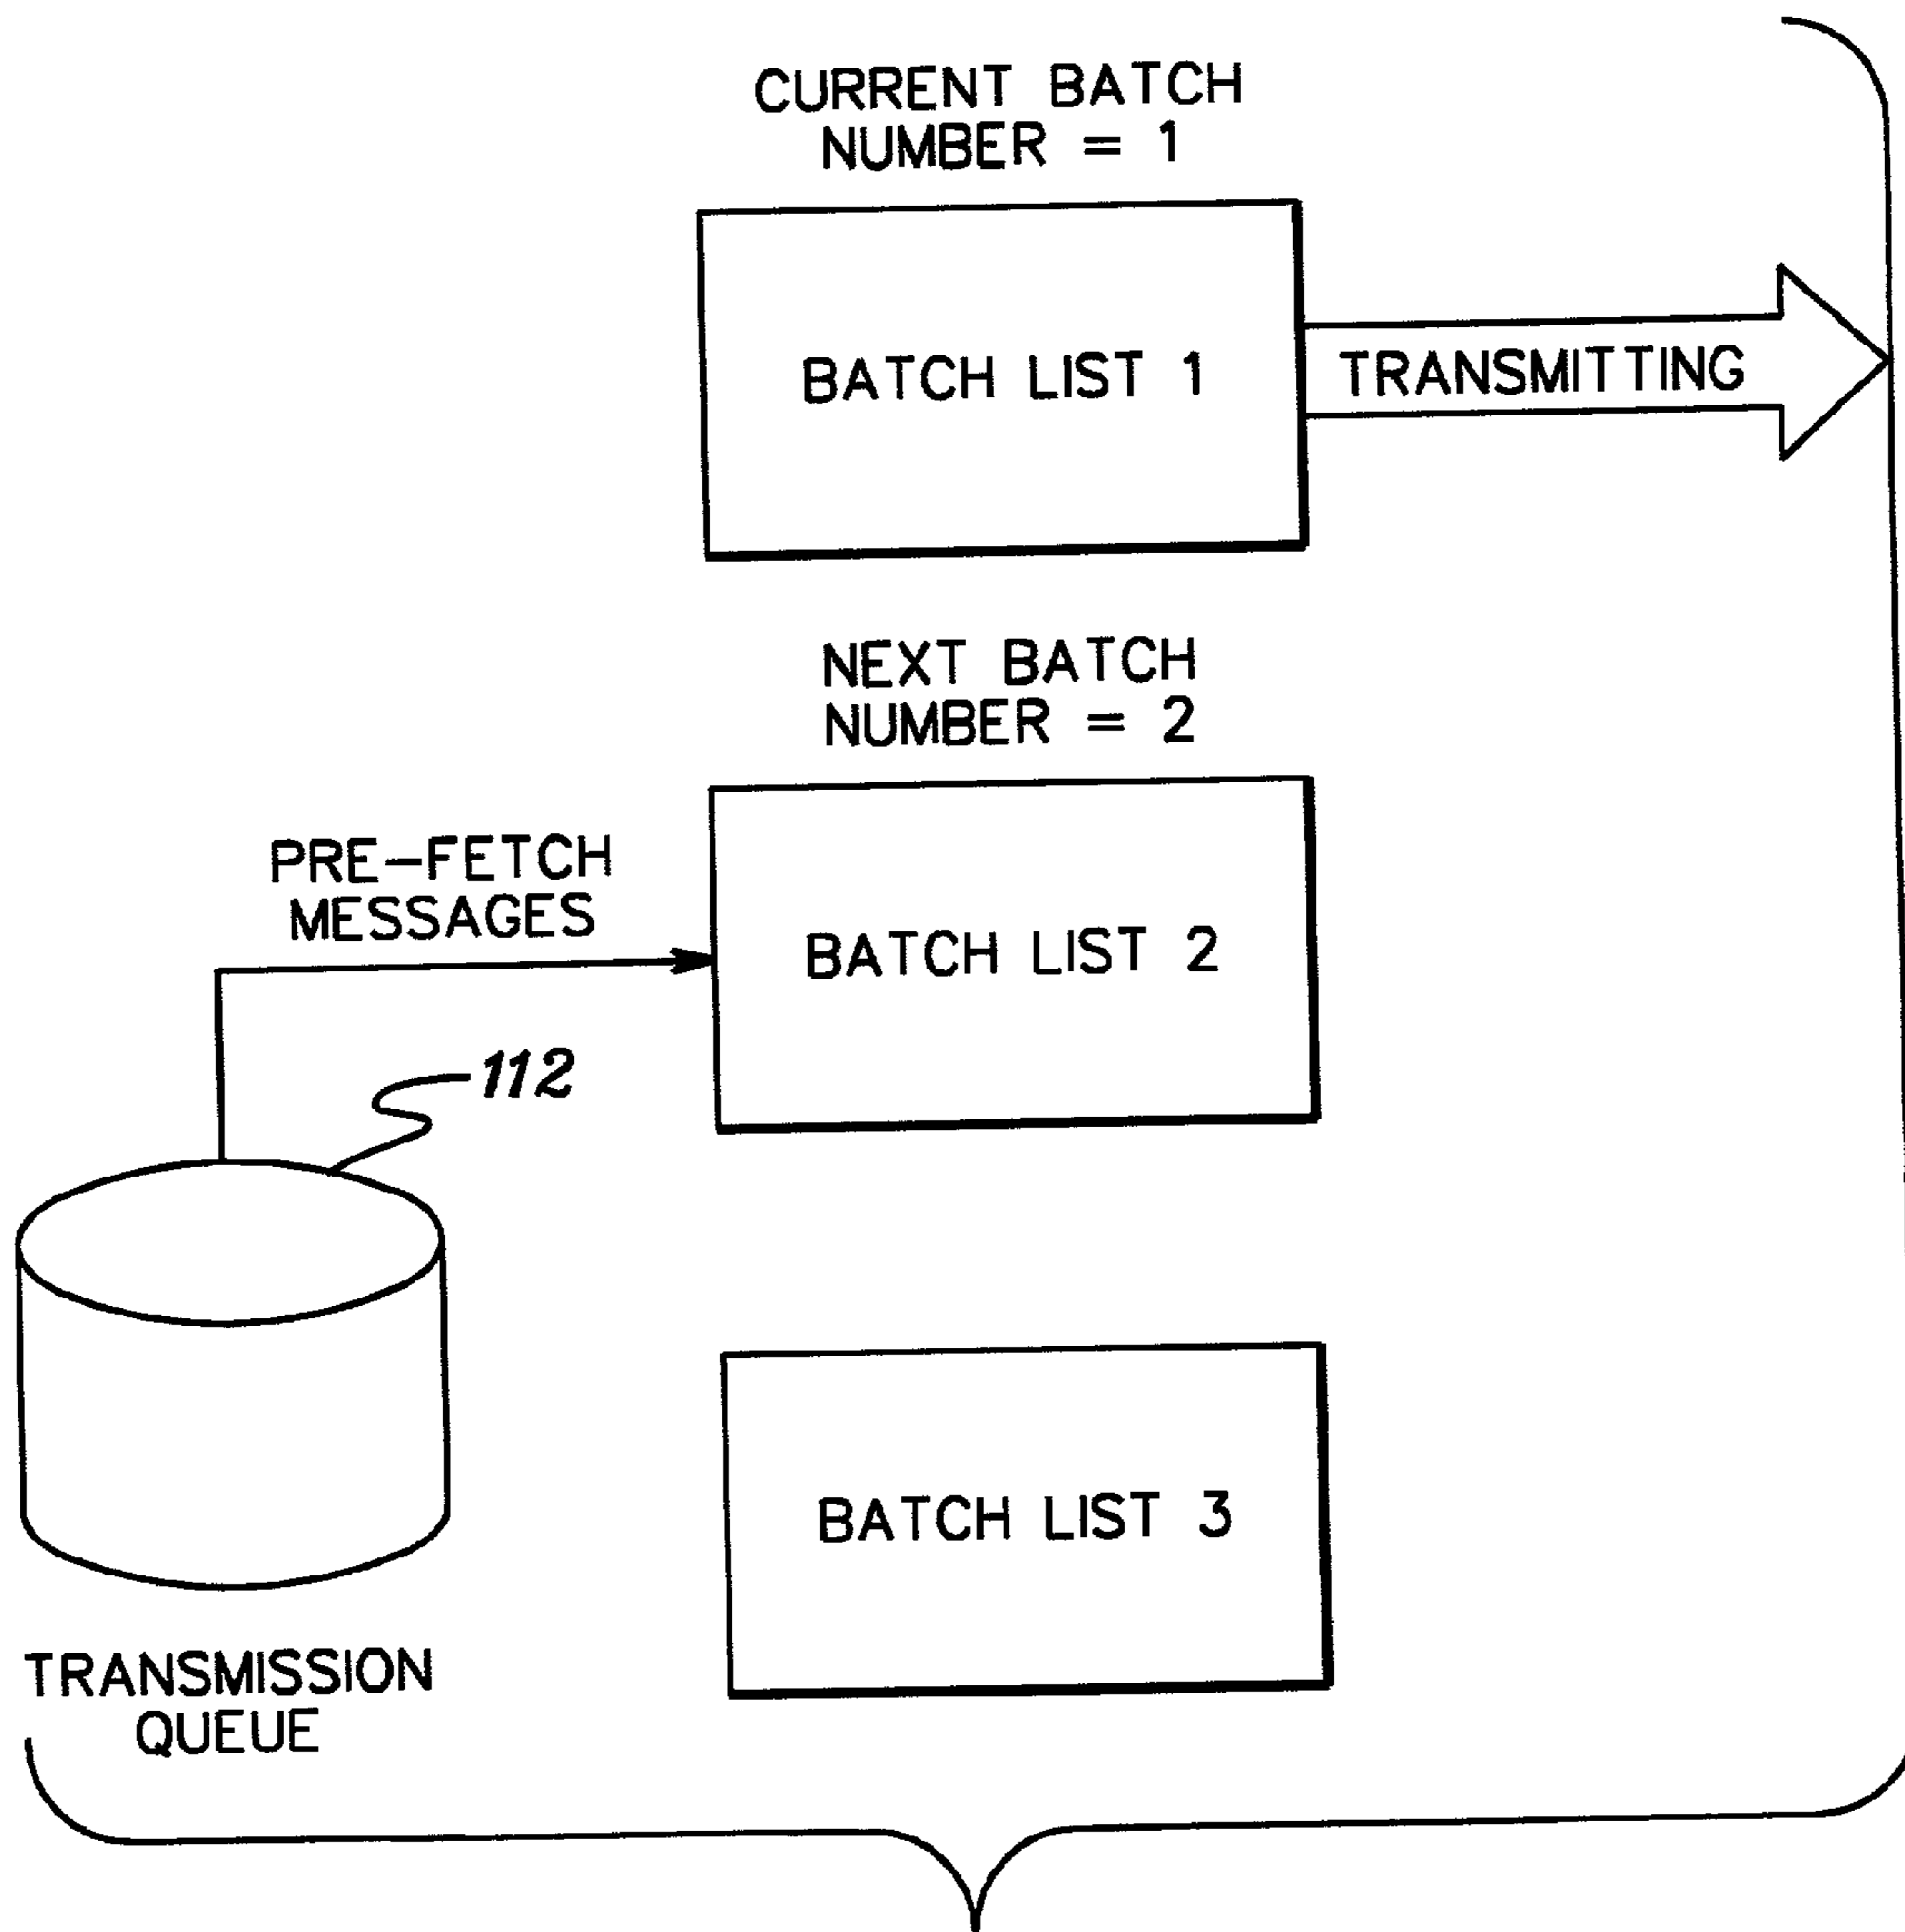 CURRENT BATCH
NUMBER = 1
BATCH LIST 1
TRANSMITTING
NEXT BATCH
NUMBER = 2
PRE-FETCH
MESSAGES
BATCH LIST 2
112
BATCH LIST 3
TRANSMISSION
QUEUE